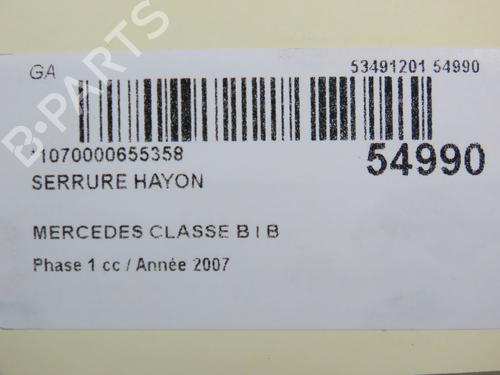 GA 53491201 54990
*1070000655358 54990
SERRURE HAYON
MERCEDES CLASSE B I B
Phase 1 cc / Année 2007
B-PARTS